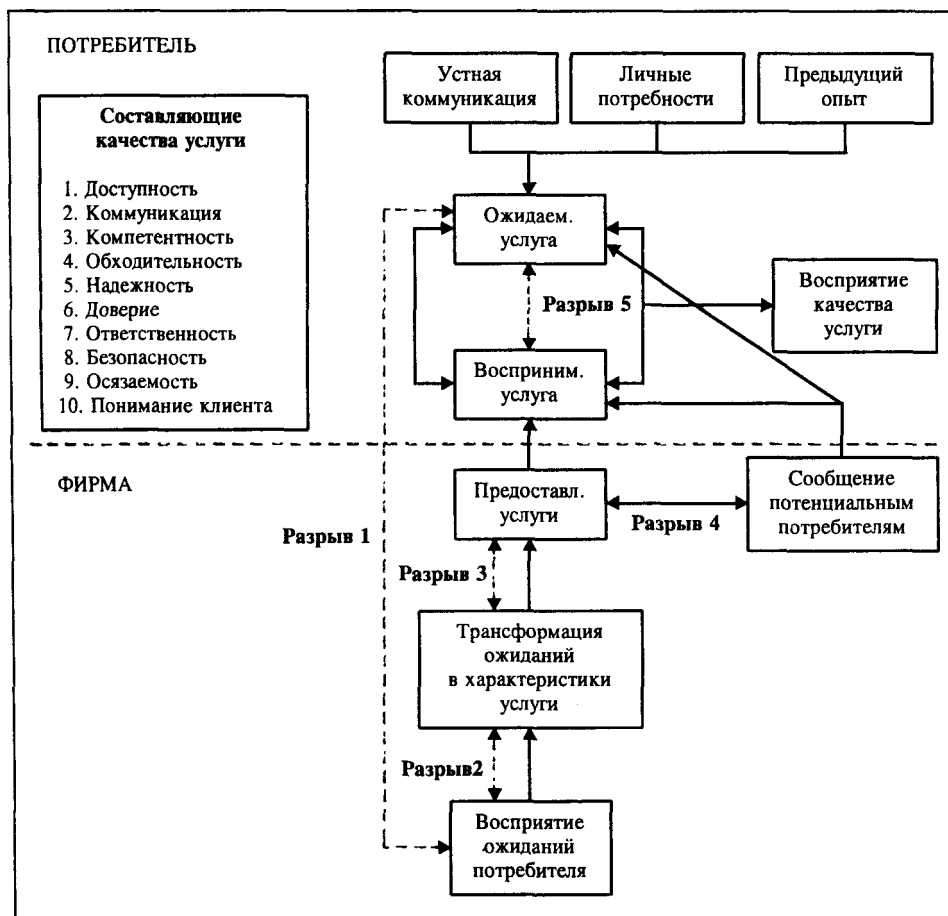 ПОТРЕБИТЕЛЬ
Устная
коммуникация
Личные
потребности
Предыдущий
опыт
Составляющие
качества услуги
1. Доступность
2. Коммуникация
3. Компетентность
4. Обходительность
5. Надежность
6. Доверие
7. Ответственность
8. Безопасность
9. Осязаемость
10. Понимание клиента
Ожидаем.
услуга
Разрыв 5
Восприятие
качества
услуги
Восприним.
услуга
ФИРМА
Предоставл.
услуги
Сообщение
потенциальным
потребителям
Разрыв 4
Разрыв 1
Разрыв 3
Трансформация
ожиданий
в характеристики
услуги
Разрыв2
Восприятие
ожиданий
потребителя